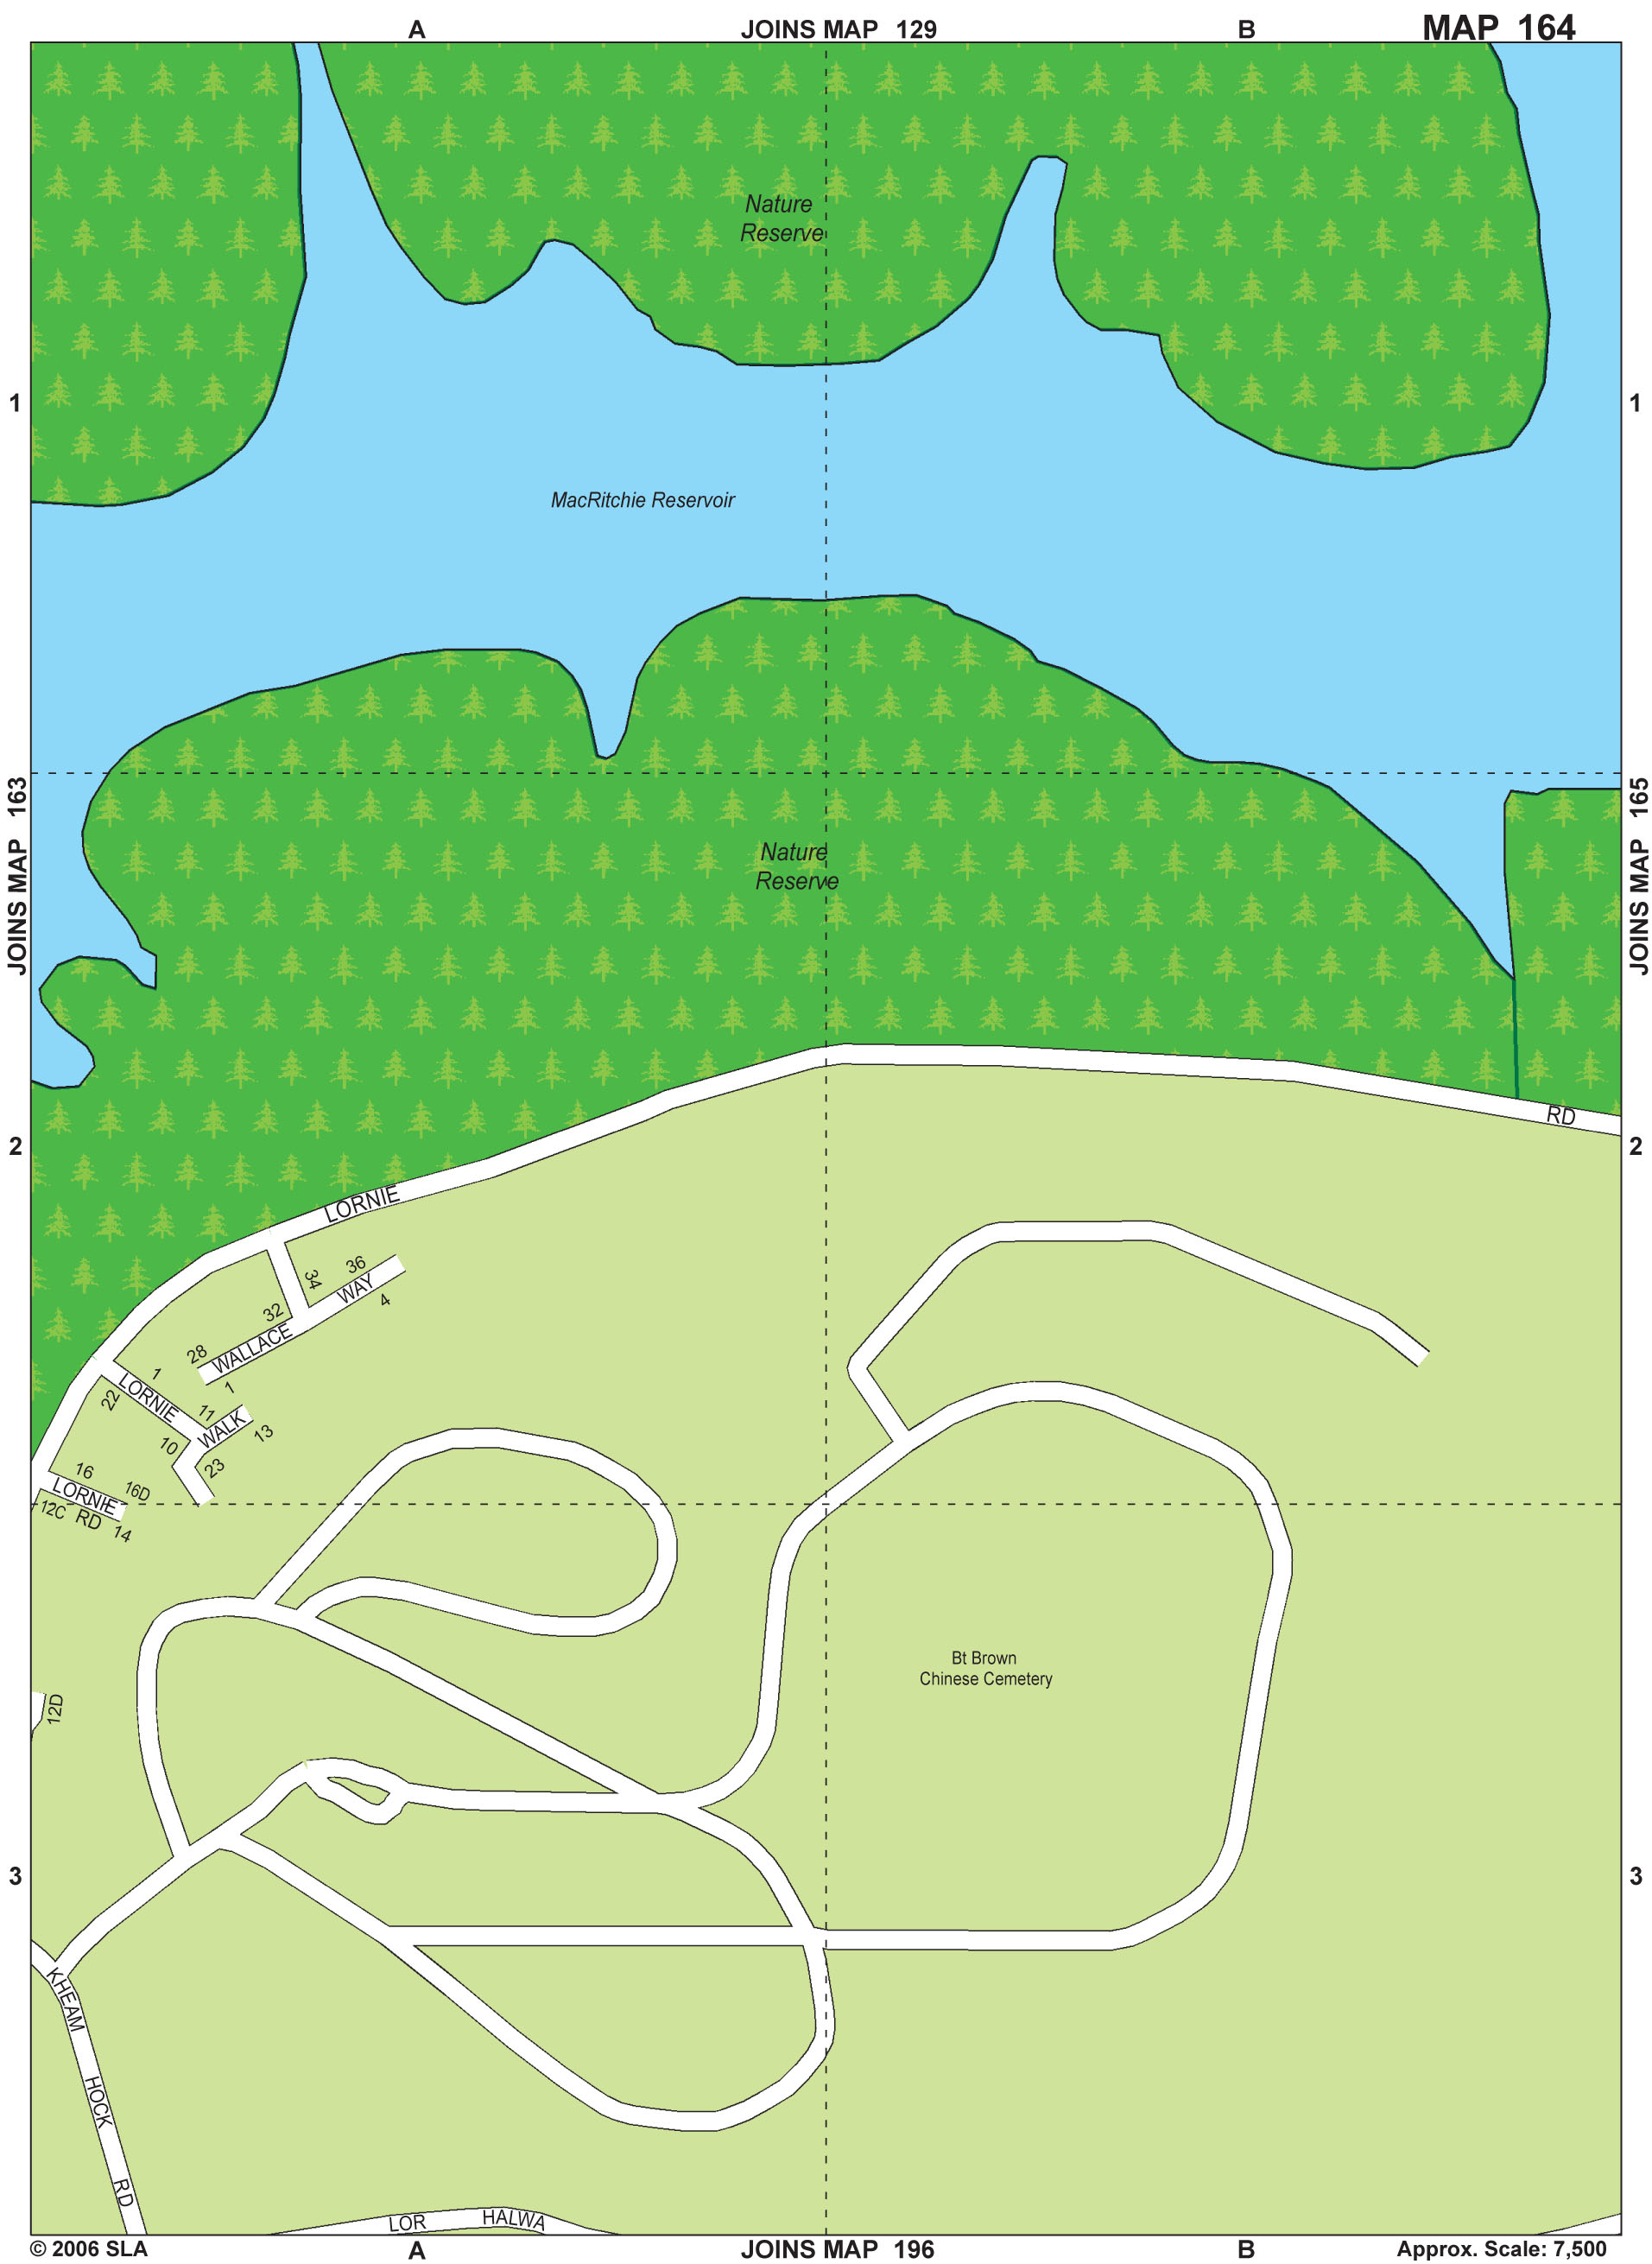 A
JOINS MAP 129
B
MAP 164
Nature
Reserve
1
1
MacRitchie Reservoir
JOINS MAP 163
JOINS MAP 165
Nature
Reserve
RD
2
2
LORNIE
34
36
WAY
4
32
WALLACE
28
1
1
LORNIE
22
11
WALK
13
10
23
16
16D
LORNIE
RD
12C
14
Bt Brown
Chinese Cemetery
12D
3
3
KHEAM
HOCK
RD
LOR HALWA
© 2006 SLA
A
JOINS MAP 196
B
Approx. Scale: 7,500